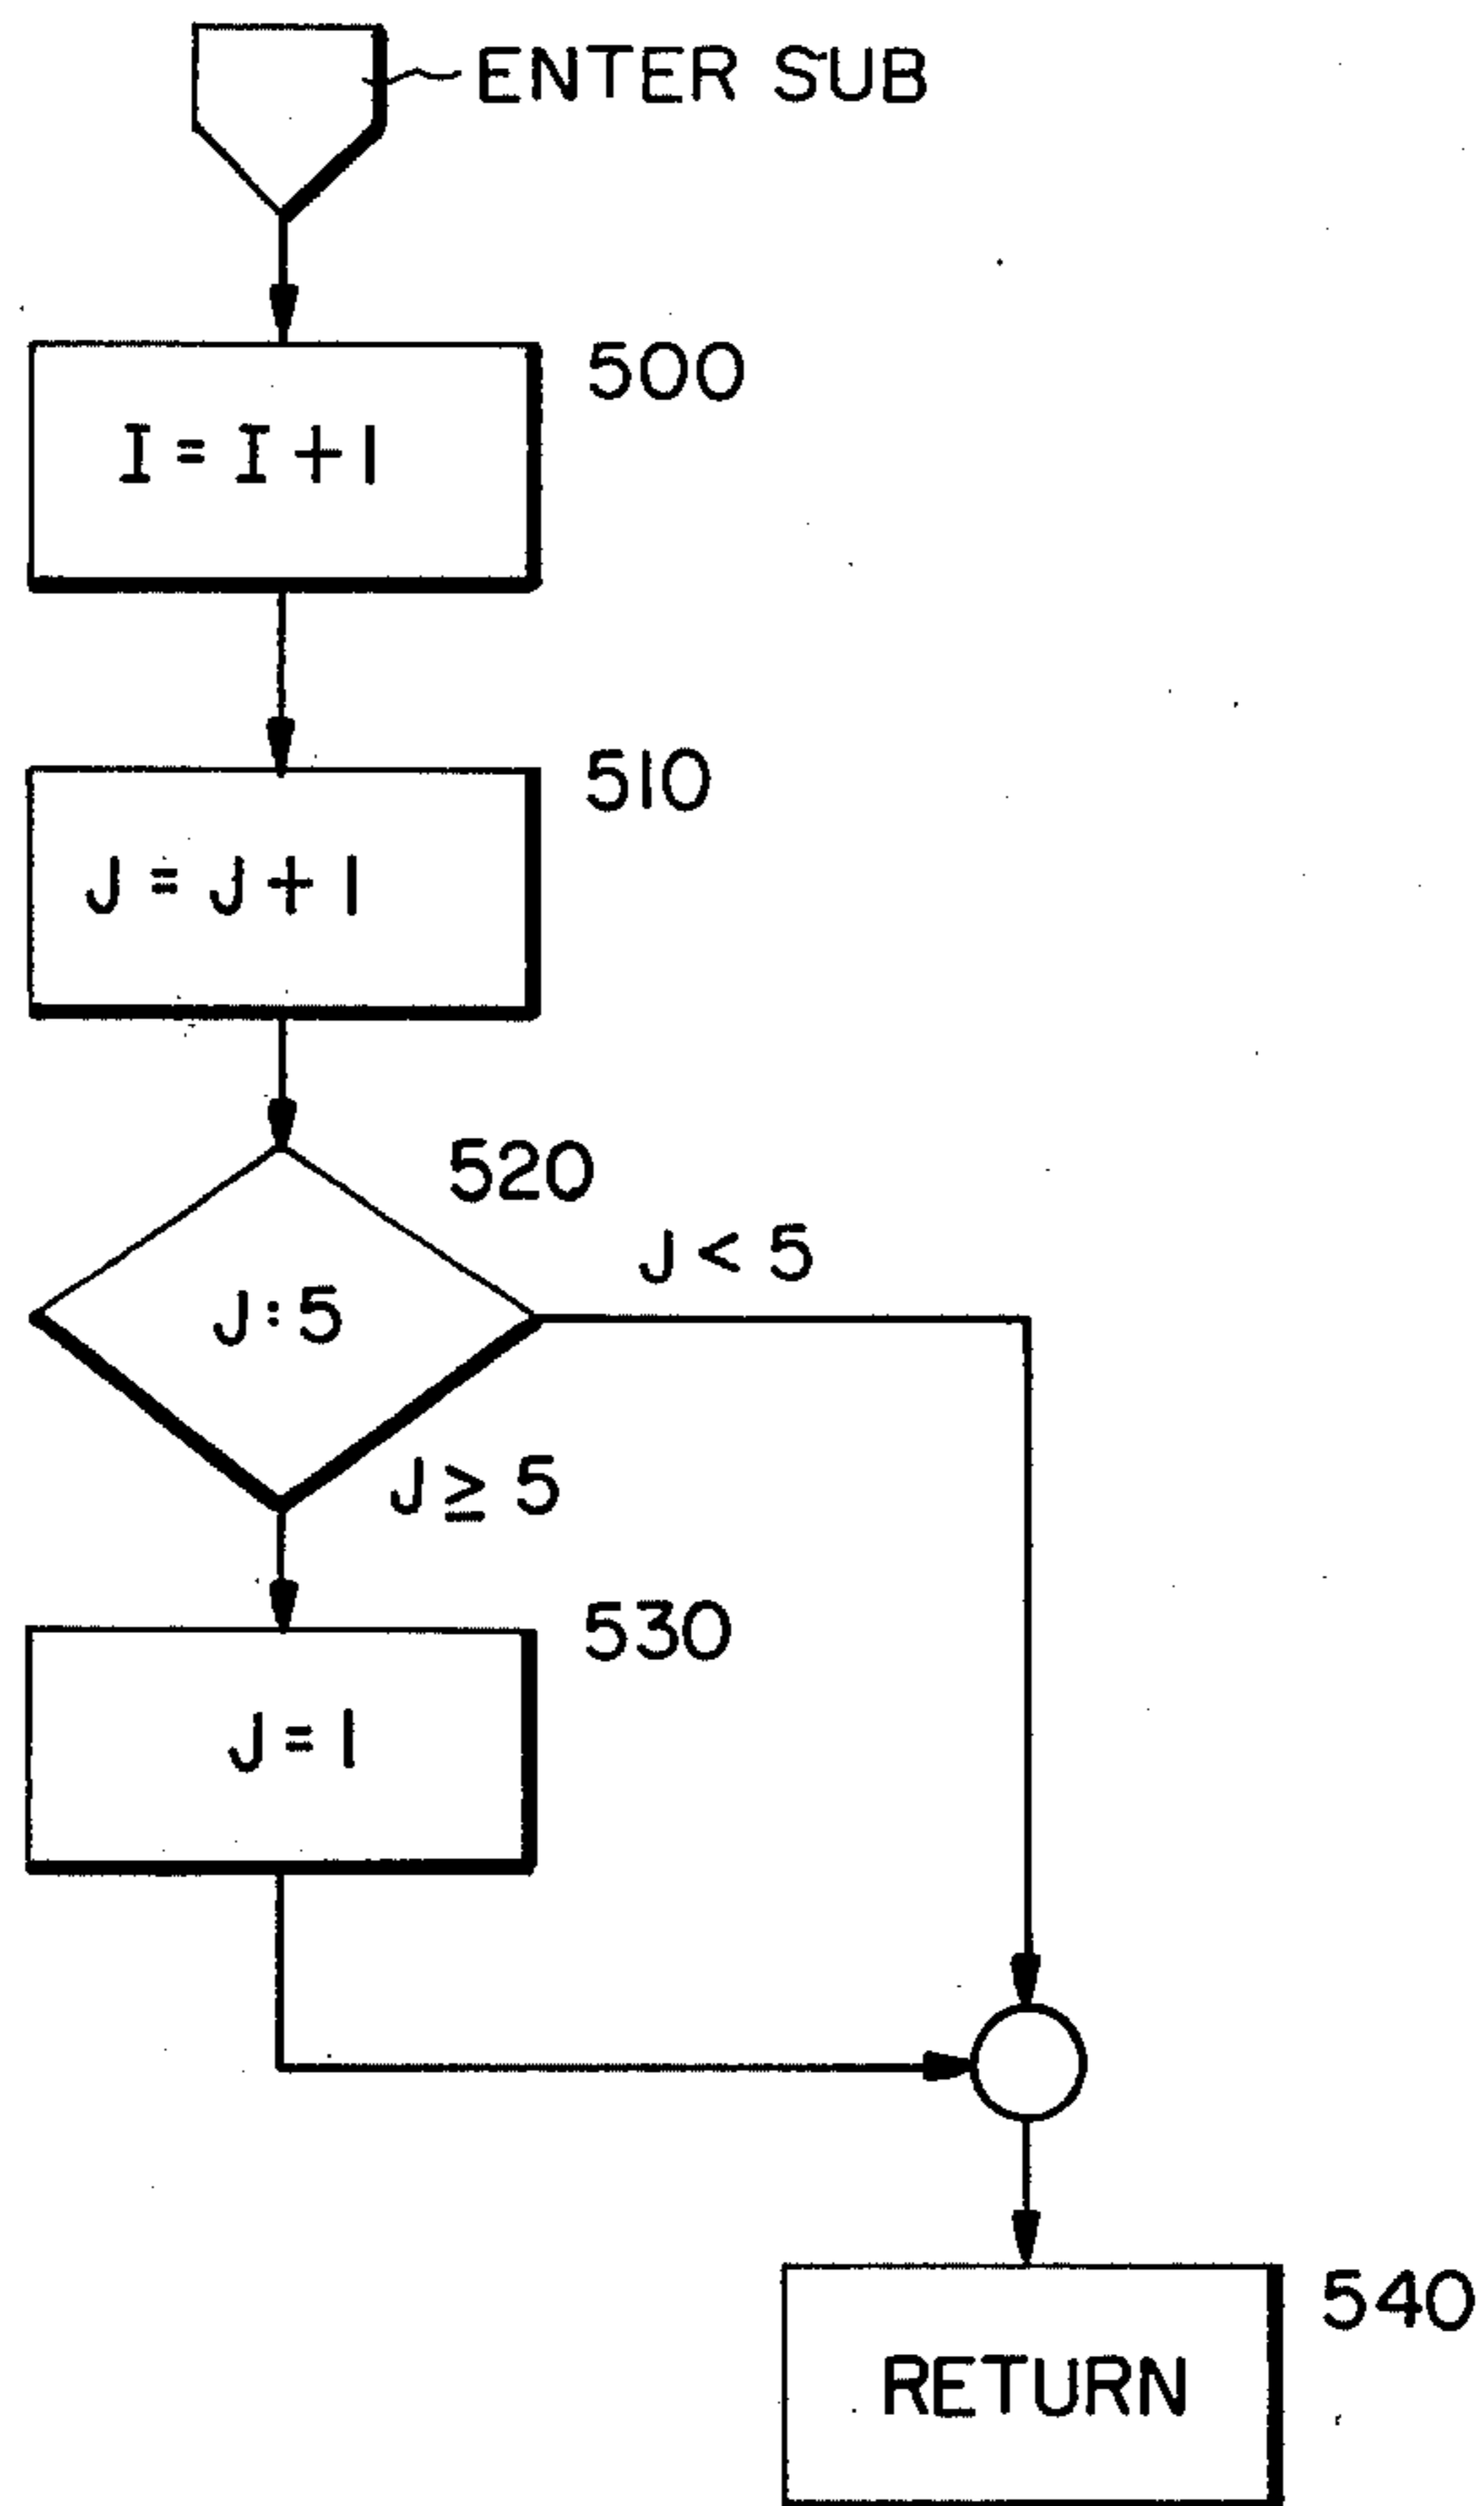 ENTER SUB
500
I = I + 1
510
J = J + 1
520
J < 5
J : 5
J ≥ 5
530
J = 1
540
RETURN